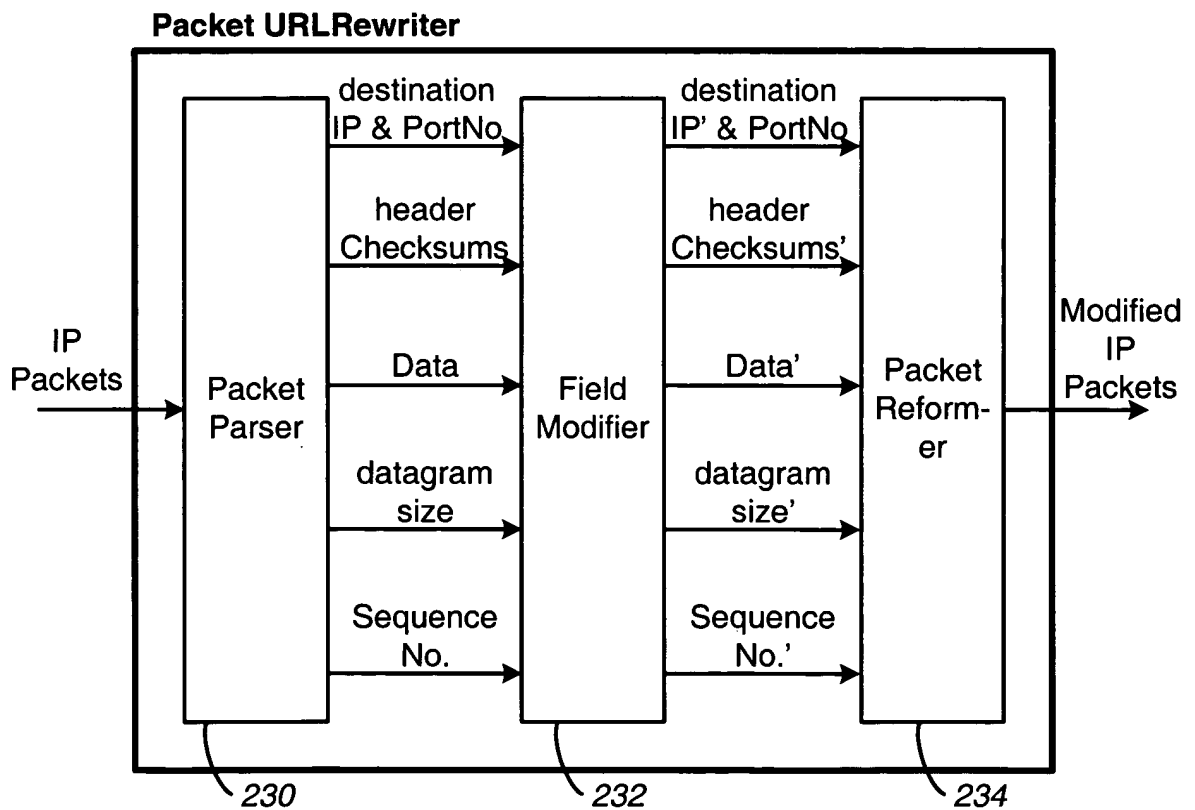 Packet URLRewriter
destination
IP & PortNo
destination
IP' & PortNo
header
Checksums
header
Checksums'
IP
Packets
Packet
Parser
Data
Field
Modifier
Data'
Packet
Reform-
er
Modified
IP
Packets
datagram
size
datagram
size'
Sequence
No.
Sequence
No.'
230
232
234